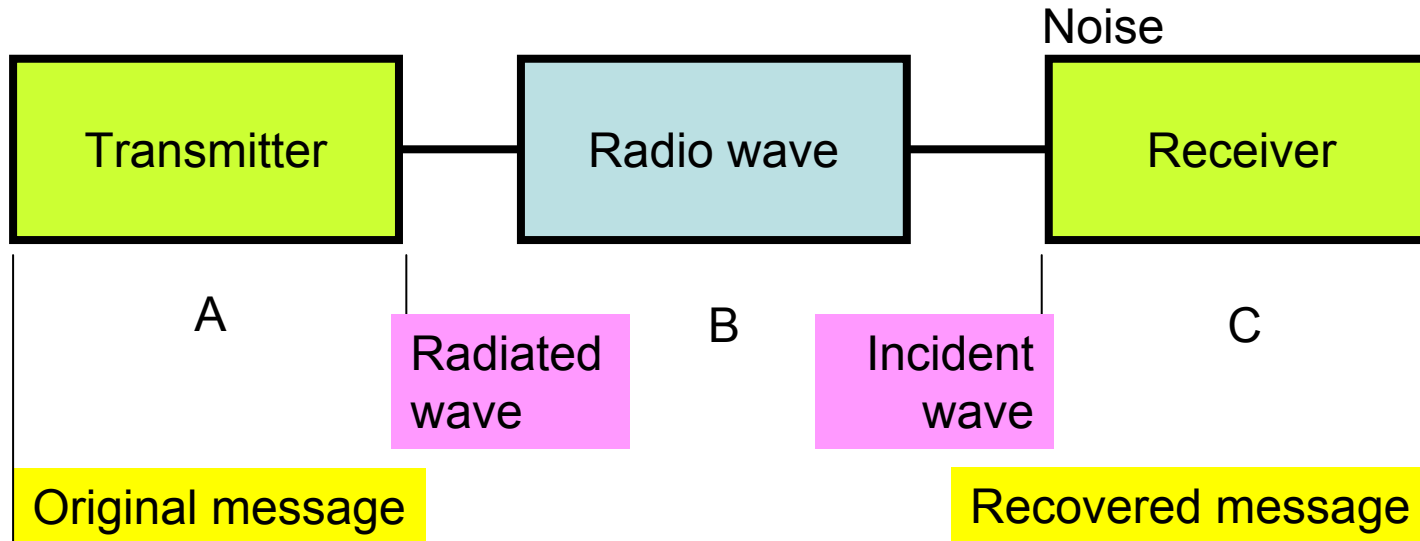 Noise
Transmitter
Radio wave
Receiver
A
B
C
Radiated
wave
Incident
wave
Original message
Recovered message